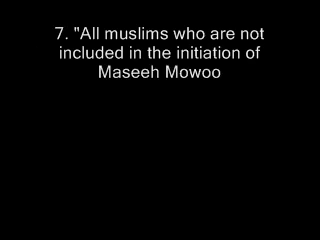 7. "All muslims who are not
included in the initiation of
Maseeh Mowoo